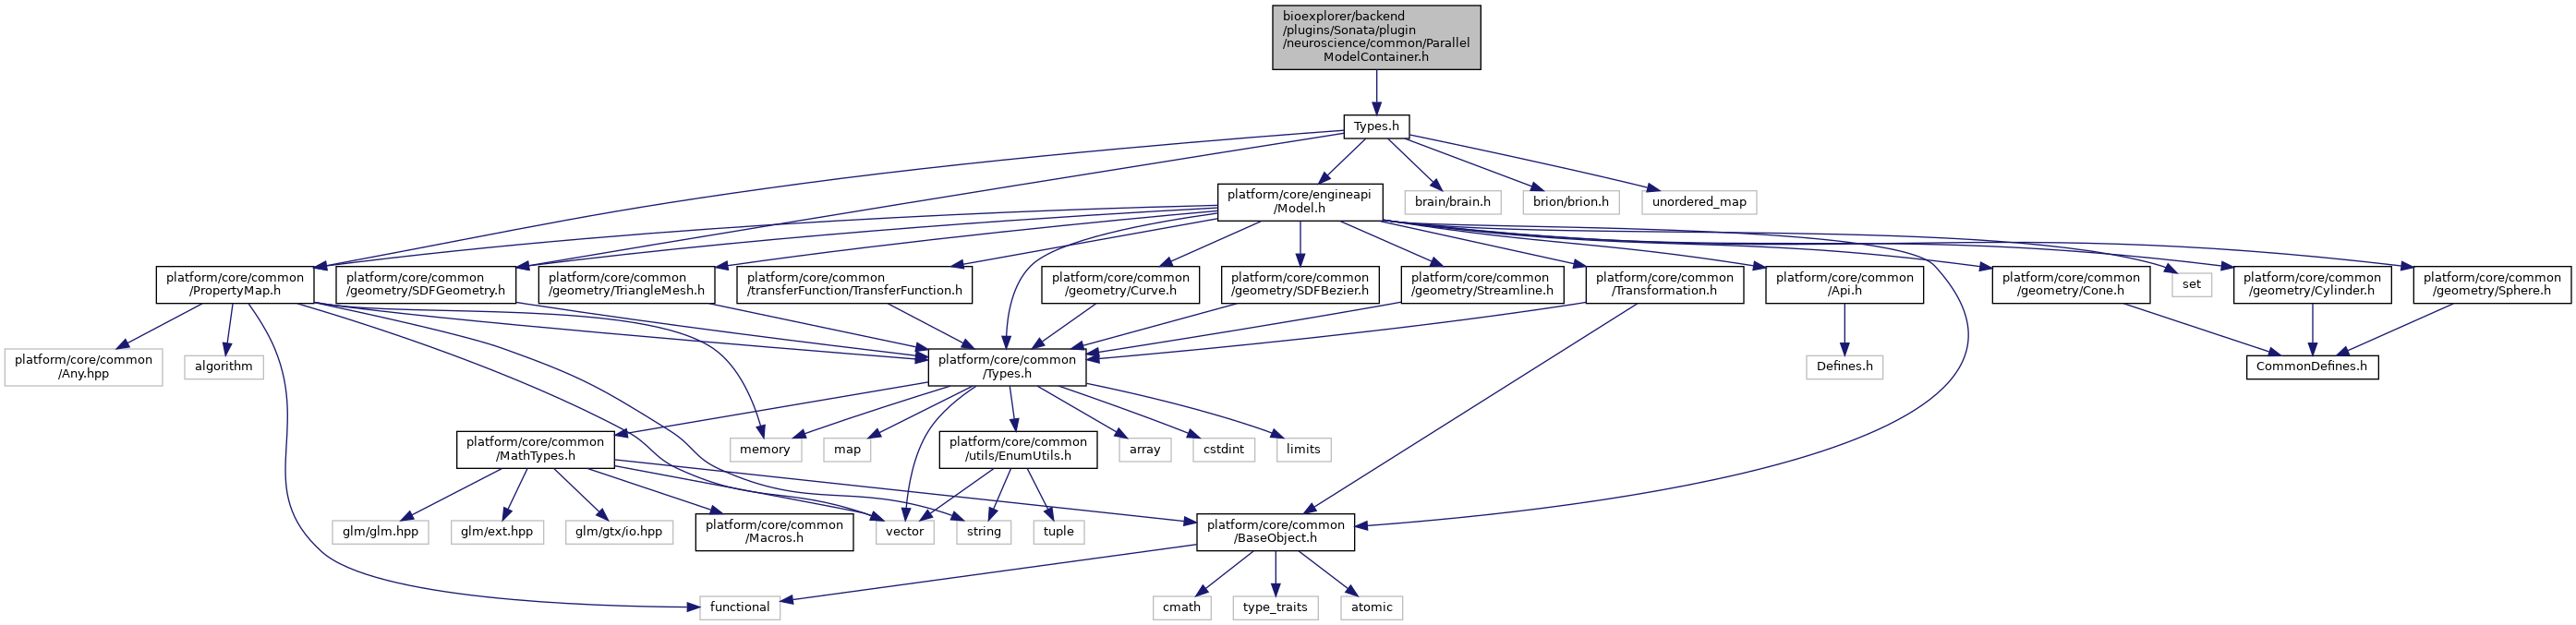 bioexplorer/backend
/plugins/Sonata/plugin
/neuroscience/common/Parallel
ModelContainer.h
Types.h
platform/core/engineapi
/Model.h
brain/brain.h
brion/brion.h
unordered_map
platform/core/common
/PropertyMap.h
platform/core/common
/geometry/SDFGeometry.h
platform/core/common
/geometry/TriangleMesh.h
platform/core/common
/transferFunction/TransferFunction.h
platform/core/common
/geometry/Curve.h
platform/core/common
/geometry/SDFBezier.h
platform/core/common
/geometry/Streamline.h
platform/core/common
/Transformation.h
platform/core/common
/Api.h
platform/core/common
/geometry/Cone.h
set
platform/core/common
/geometry/Cylinder.h
platform/core/common
/geometry/Sphere.h
platform/core/common
/Any.hpp
algorithm
platform/core/common
/Types.h
Defines.h
CommonDefines.h
platform/core/common
/MathTypes.h
memory
map
platform/core/common
/utils/EnumUtils.h
array
cstdint
limits
glm/glm.hpp
glm/ext.hpp
glm/gtx/io.hpp
platform/core/common
/Macros.h
vector
string
tuple
platform/core/common
/BaseObject.h
functional
cmath
type_traits
atomic